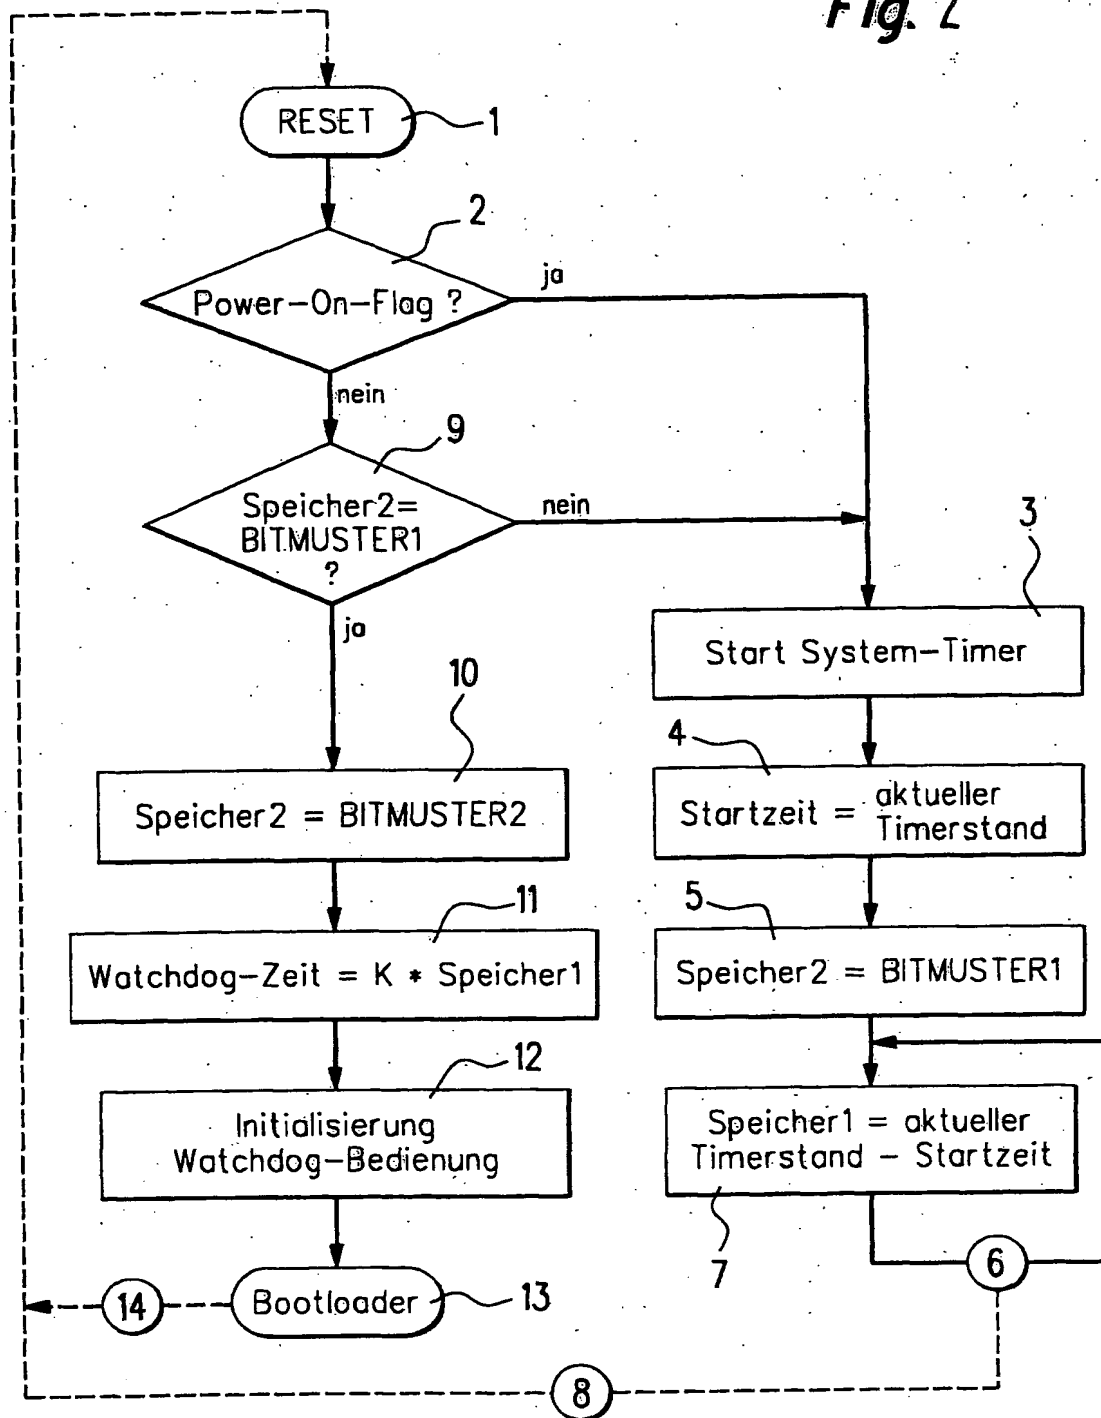 Fig. 2
RESET
1
2
Power-On-Flag ?
ja
nein
9
Speicher2=
BITMUSTER1
?
nein
ja
3
Start System-Timer
10
4
Speicher2 = BITMUSTER2
Startzeit = aktueller
Timerstand
11
5
Watchdog-Zeit = K * Speicher1
Speicher2 = BITMUSTER1
12
Initialisierung
Watchdog-Bedienung
Speicher1 = aktueller
Timerstand - Startzeit
7
6
14
Bootloader
13
8